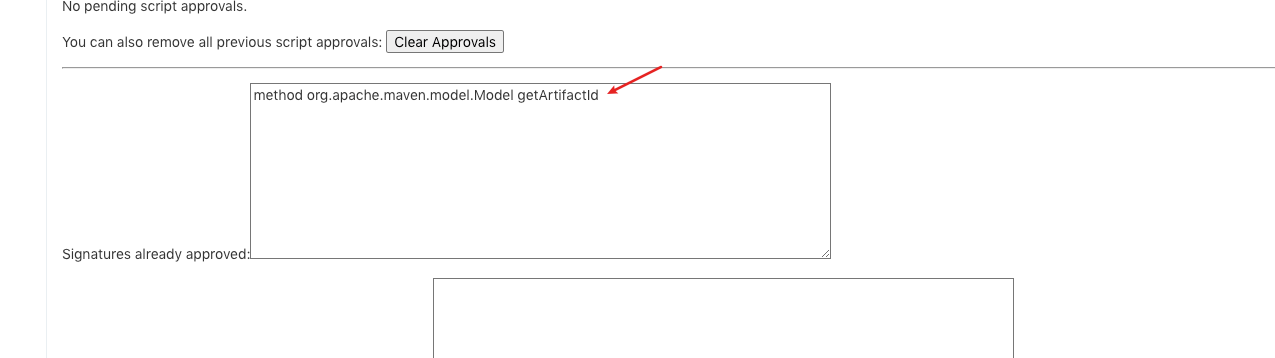 No pending script approvals.
You can also remove all previous script approvals: Clear Approvals
method org.apache.maven.model.Model getArtifactId
Signatures already approved: